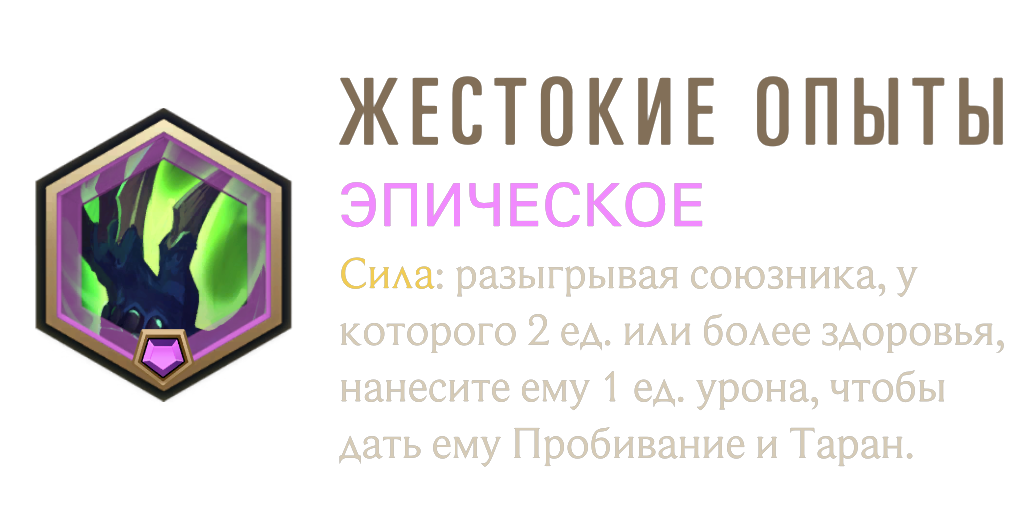 ЖЕСТОКИЕ ОПЫТЫ
ЭПИЧЕСКОЕ
Сила: разыгрывая союзника, у
которого 2 ед. или более здоровья,
нанесите ему 1 ед. урона, чтобы
дать ему Пробивание и Таран.